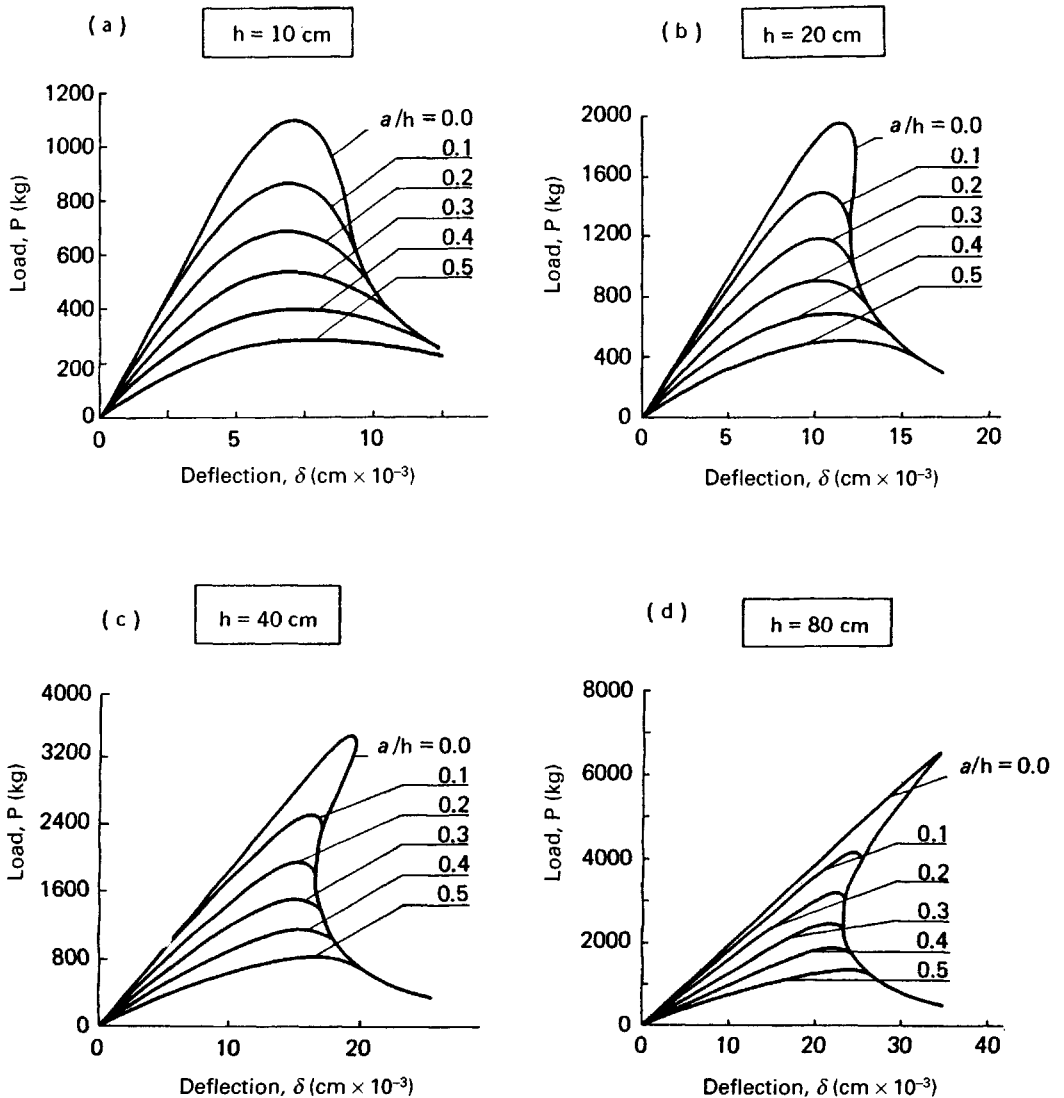 (a)
h = 10 cm
1200
1000
800
600
400
200
0
Load, P (kg)
a/h = 0.0
0.1
0.2
0.3
0.4
0.5
0
5
10
Deflection, δ (cm × 10⁻³)
(b)
h = 20 cm
2000
1600
1200
800
400
0
Load, P (kg)
a/h = 0.0
0.1
0.2
0.3
0.4
0.5
0
5
10
15
20
Deflection, δ (cm × 10⁻³)
(c)
h = 40 cm
4000
3200
2400
1600
800
0
Load, P (kg)
a/h = 0.0
0.1
0.2
0.3
0.4
0.5
0
20
Deflection, δ (cm × 10⁻³)
(d)
h = 80 cm
8000
6000
4000
2000
0
Load, P (kg)
a/h = 0.0
0.1
0.2
0.3
0.4
0.5
0
10
20
30
40
Deflection, δ (cm × 10⁻³)